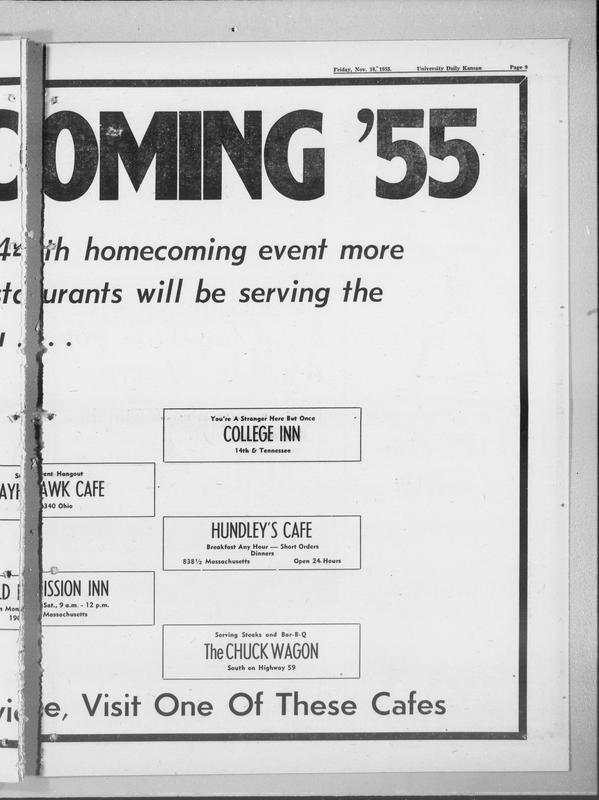 Friday, Nov. 18, 1955. University Daily Kansan Page 9
COMING '55
th homecoming event more
urants will be serving the
. . . .
You're A Stranger Here But Once
COLLEGE INN
14th & Tennessee
ent Hangout
AWK CAFE
1340 Ohio
HUNDLEY'S CAFE
Breakfast Any Hour — Short Orders
Dinners
838½ Massachusetts Open 24 Hours
ISSION INN
Sat., 9 a.m. - 12 p.m.
Massachusetts
Serving Steaks and Bar-B-Q
The CHUCK WAGON
South on Highway 59
e, Visit One Of These Cafes